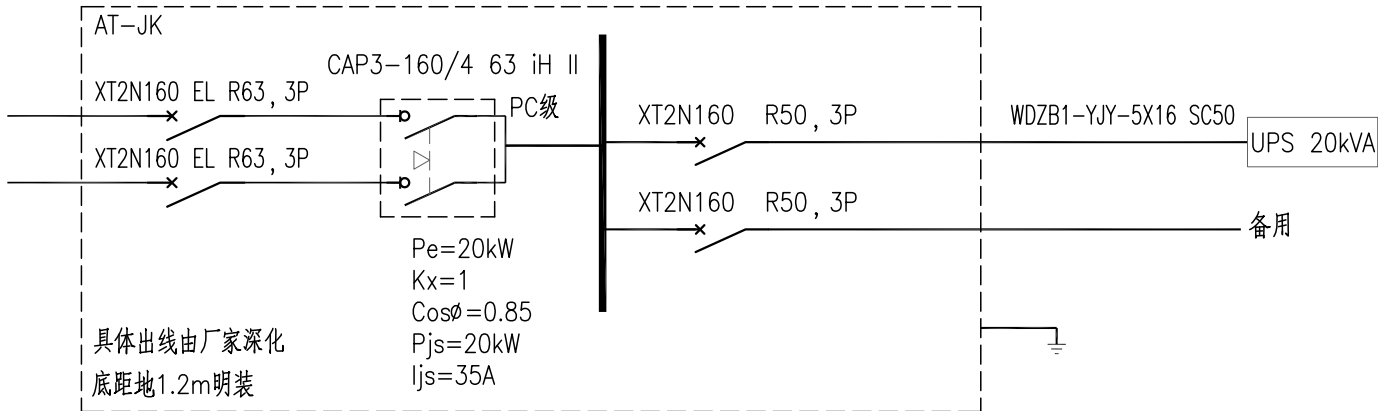 AT-JK
CAP3-160/4 63 iH II
XT2N160 EL R63, 3P
PC级
XT2N160 R50, 3P
WDZB1-YJY-5X16 SC50
UPS 20kVA
XT2N160 EL R63, 3P
XT2N160 R50, 3P
备用
Pe=20kW
Kx=1
Cosø=0.85
Pjs=20kW
Ijs=35A
具体出线由厂家深化
底距地1.2m明装